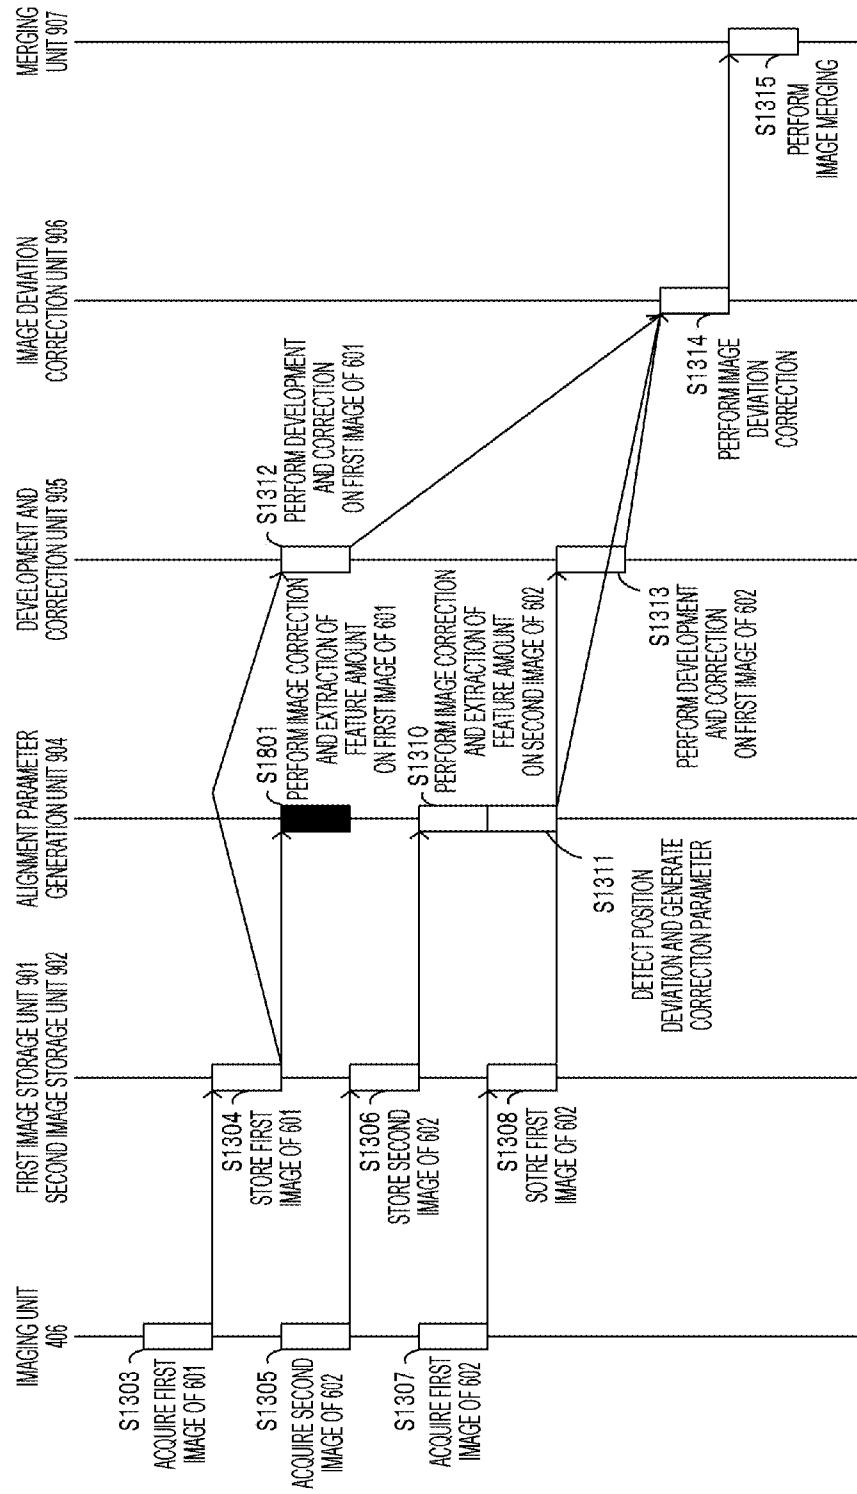 IMAGING UNIT
406
FIRST IMAGE STORAGE UNIT 901
SECOND IMAGE STORAGE UNIT 902
ALIGNMENT PARAMETER
GENERATION UNIT 904
DEVELOPMENT AND
CORRECTION UNIT 905
IMAGE DEVIATION
CORRECTION UNIT 906
MERGING
UNIT 907
S1303
ACQUIRE FIRST
IMAGE OF 601
S1304
STORE FIRST
IMAGE OF 601
S1305
ACQUIRE SECOND
IMAGE OF 602
S1801
PERFORM IMAGE CORRECTION
AND EXTRACTION OF
FEATURE AMOUNT
ON FIRST IMAGE OF 601
S1312
PERFORM DEVELOPMENT
AND CORRECTION
ON FIRST IMAGE OF 601
S1306
STORE SECOND
IMAGE OF 602
S1307
ACQUIRE FIRST
IMAGE OF 602
S1310
PERFORM IMAGE CORRECTION
AND EXTRACTION OF
FEATURE AMOUNT
ON SECOND IMAGE OF 602
S1308
SOTRE FIRST
IMAGE OF 602
S1311
DETECT POSITION
DEVIATION AND GENERATE
CORRECTION PARAMETER
S1313
PERFORM DEVELOPMENT
AND CORRECTION
ON FIRST IMAGE OF 602
S1314
PERFORM IMAGE
DEVIATION
CORRECTION
S1315
PERFORM
IMAGE MERGING